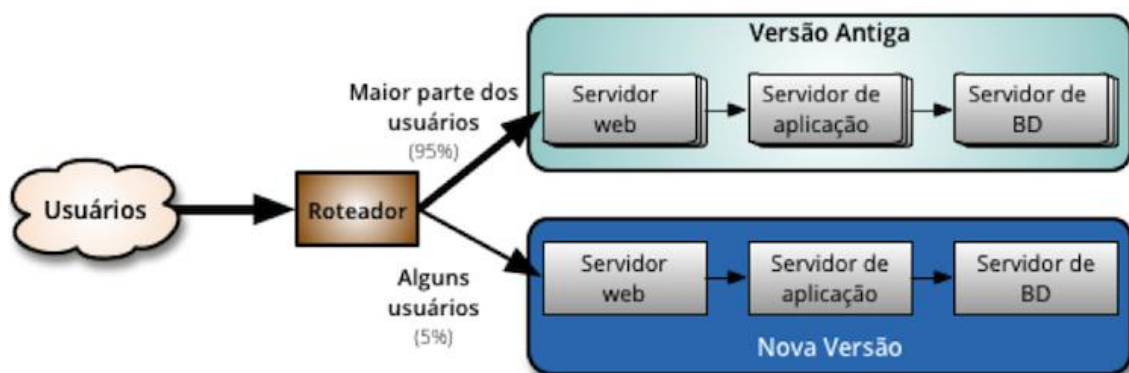 Versão Antiga
Maior parte dos
usuários
(95%)
Servidor
web
Servidor de
aplicação
Servidor de
BD
Usuários
Roteador
Alguns
usuários
(5%)
Servidor
web
Servidor de
aplicação
Servidor de
BD
Nova Versão